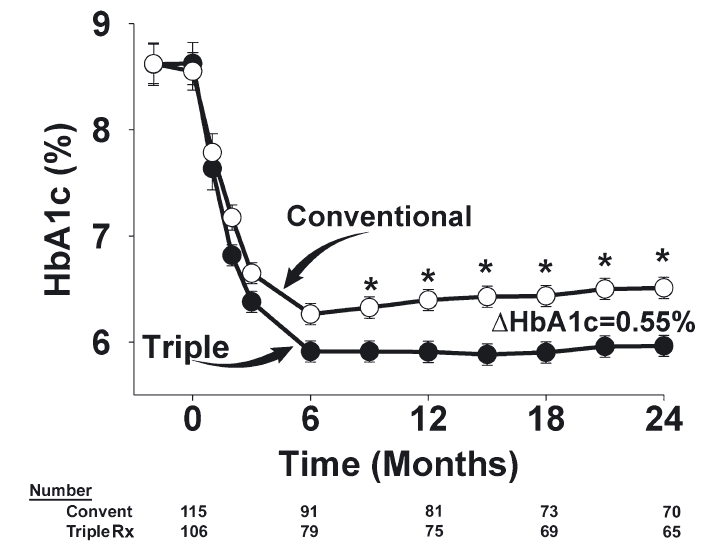 9
8
7
6
HbA1c (%)
Conventional
* * * * * *
ΔHbA1c=0.55%
Triple
0 6 12 18 24
Time (Months)
Number
Convent 115 91 81 73 70
Triple Rx 106 79 75 69 65